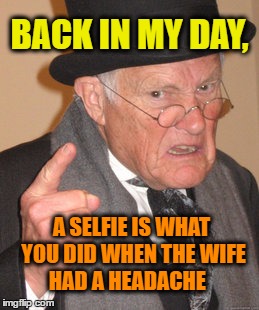 BACK IN MY DAY,
A SELFIE IS WHAT
YOU DID WHEN THE WIFE
HAD A HEADACHE
imgflip.com